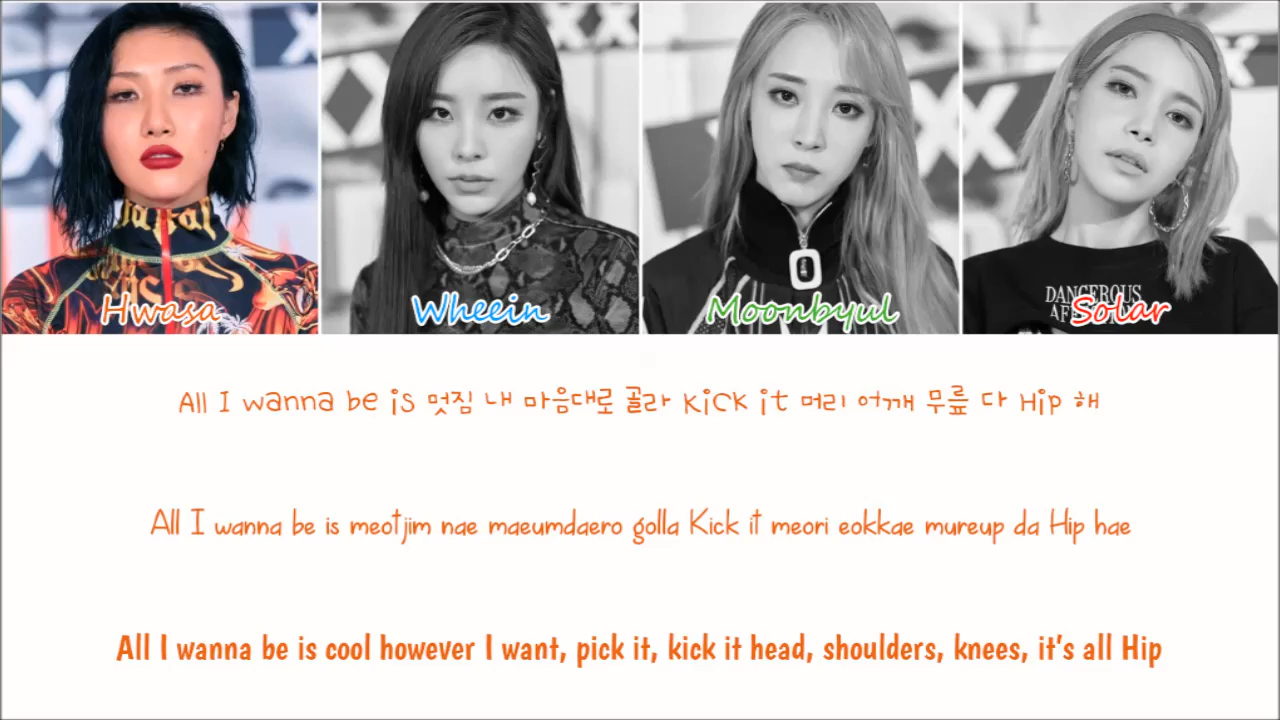 Hwasa
Wheein
Moonbyul
DANGEROUS
Solar
All I wanna be is 멋짐 내 마음대로 골라 Kick it 머리 어깨 무릎 다 Hip 해
All I wanna be is meotjim nae maeumdaero golla Kick it meori eokkae mureup da Hip hae
All I wanna be is cool however I want, pick it, kick it head, shoulders, knees, it's all Hip